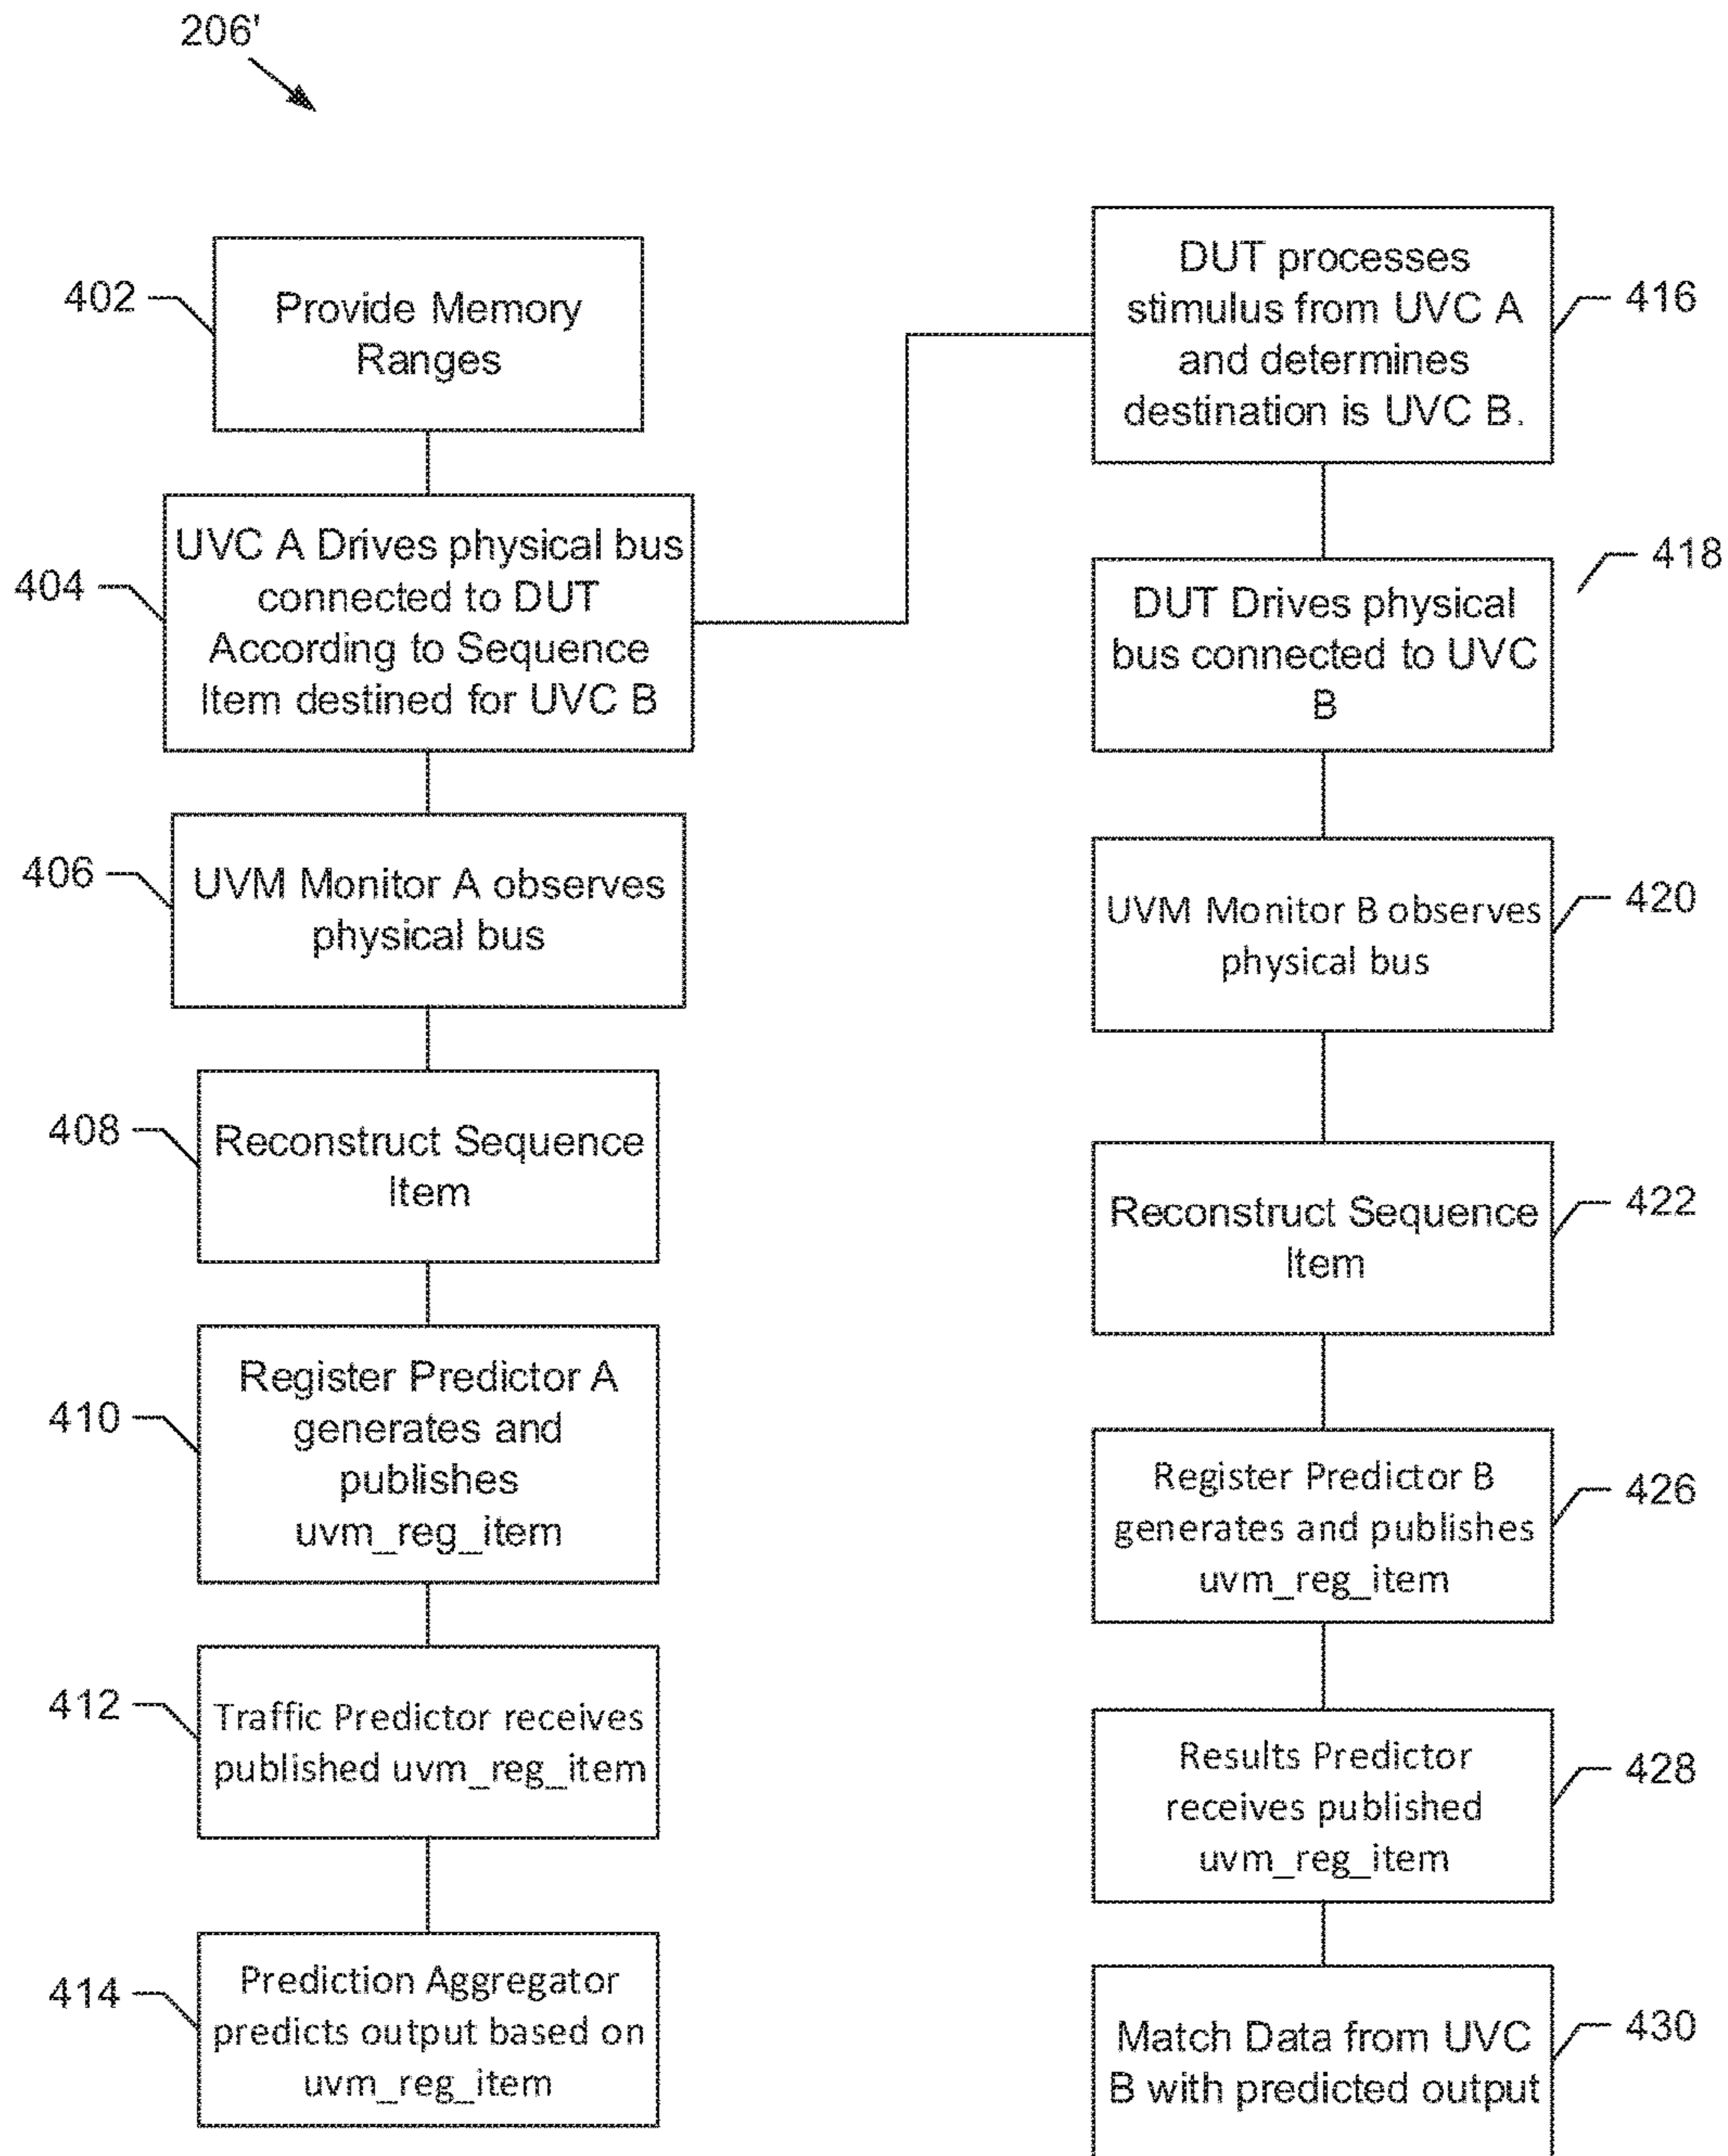 206'
402
Provide Memory
Ranges
404
UVC A Drives physical bus
connected to DUT
According to Sequence
Item destined for UVC B
406
UVM Monitor A observes
physical bus
408
Reconstruct Sequence
Item
410
Register Predictor A
generates and
publishes
uvm_reg_item
412
Traffic Predictor receives
published uvm_reg_item
414
Prediction Aggregator
predicts output based on
uvm_reg_item
DUT processes
stimulus from UVC A
and determines
destination is UVC B.
416
DUT Drives physical
bus connected to UVC
B
418
UVM Monitor B observes
physical bus
420
Reconstruct Sequence
Item
422
Register Predictor B
generates and publishes
uvm_reg_item
426
Results Predictor
receives published
uvm_reg_item
428
Match Data from UVC
B with predicted output
430